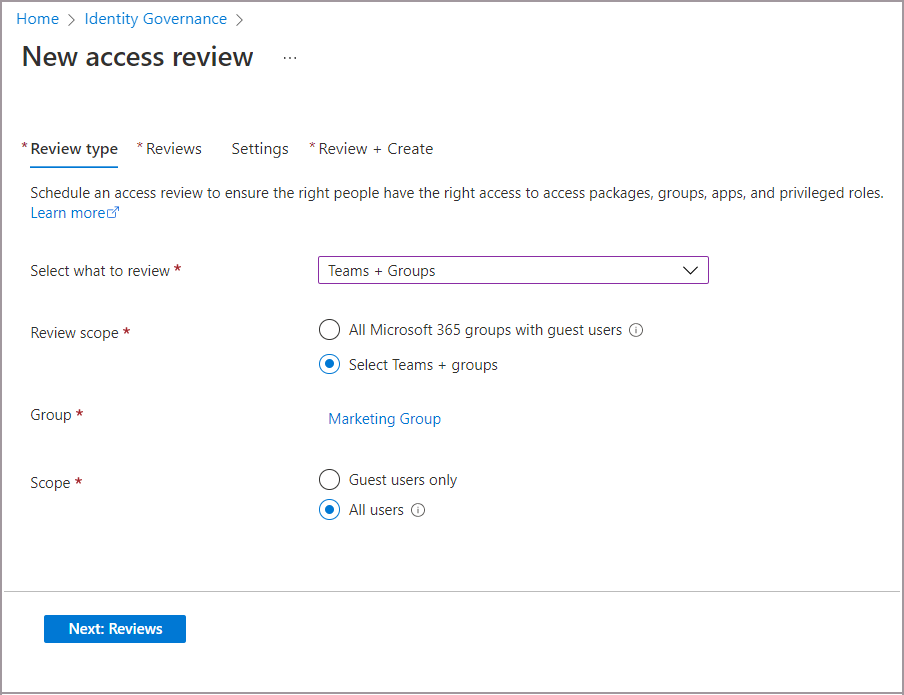 Home > Identity Governance >
New access review ...
* Review type * Reviews Settings * Review + Create
Schedule an access review to ensure the right people have the right access to access packages, groups, apps, and privileged roles.
Learn more
Select what to review * Teams + Groups
Review scope * All Microsoft 365 groups with guest users
Select Teams + groups
Group * Marketing Group
Scope * Guest users only
All users
Next: Reviews